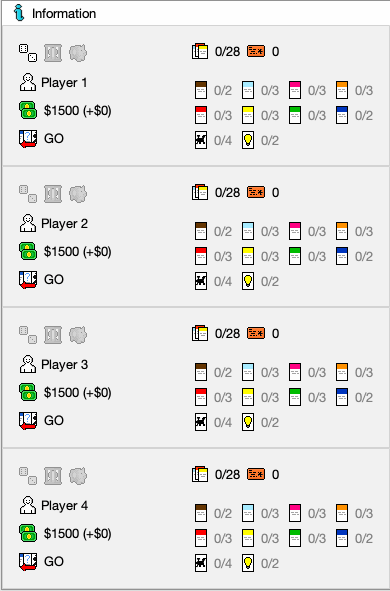 Information
0/28 0
Player 1 0/2 0/3 0/3 0/3
$1500 (+$0) 0/3 0/3 0/3 0/2
GO 0/4 0/2
0/28 0
Player 2 0/2 0/3 0/3 0/3
$1500 (+$0) 0/3 0/3 0/3 0/2
GO 0/4 0/2
0/28 0
Player 3 0/2 0/3 0/3 0/3
$1500 (+$0) 0/3 0/3 0/3 0/2
GO 0/4 0/2
0/28 0
Player 4 0/2 0/3 0/3 0/3
$1500 (+$0) 0/3 0/3 0/3 0/2
GO 0/4 0/2